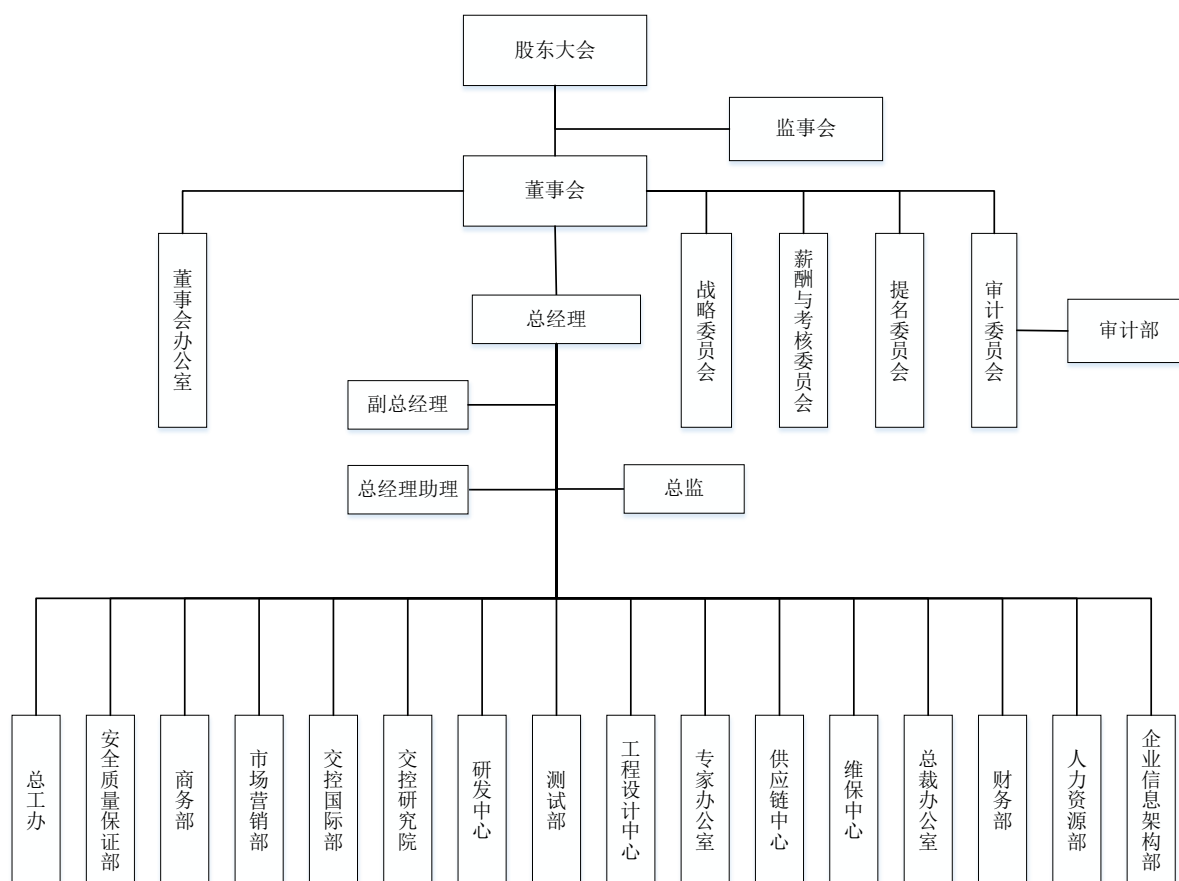 股东大会
监事会
董事会
董事会办公室
战略委员会
薪酬与考核委员会
提名委员会
审计委员会
审计部
总经理
副总经理
总经理助理
总监
总工办
安全质量保证部
商务部
市场营销部
交控国际部
交控研究院
研发中心
测试部
工程设计中心
专家办公室
供应链中心
维保中心
总裁办公室
财务部
人力资源部
企业信息架构部